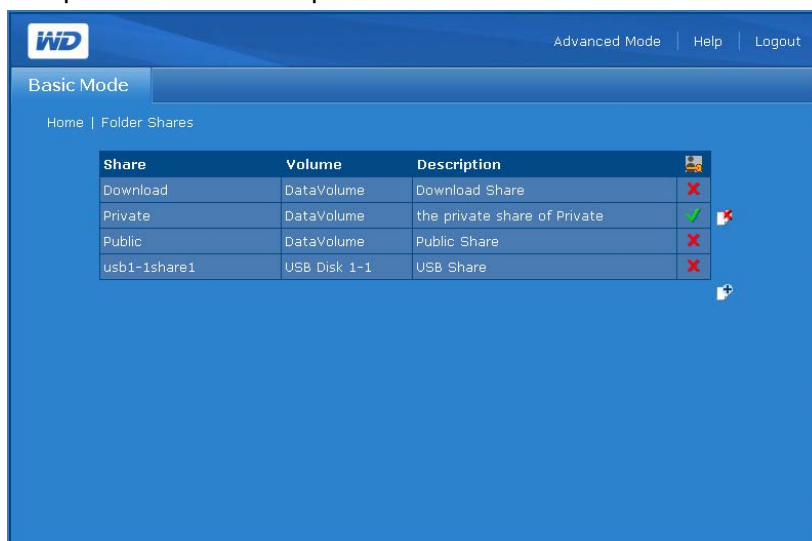 WD
Advanced Mode | Help | Logout
Basic Mode
Home | Folder Shares
Share Volume Description
Download DataVolume Download Share
Private DataVolume the private share of Private
Public DataVolume Public Share
usb1-1share1 USB Disk 1-1 USB Share